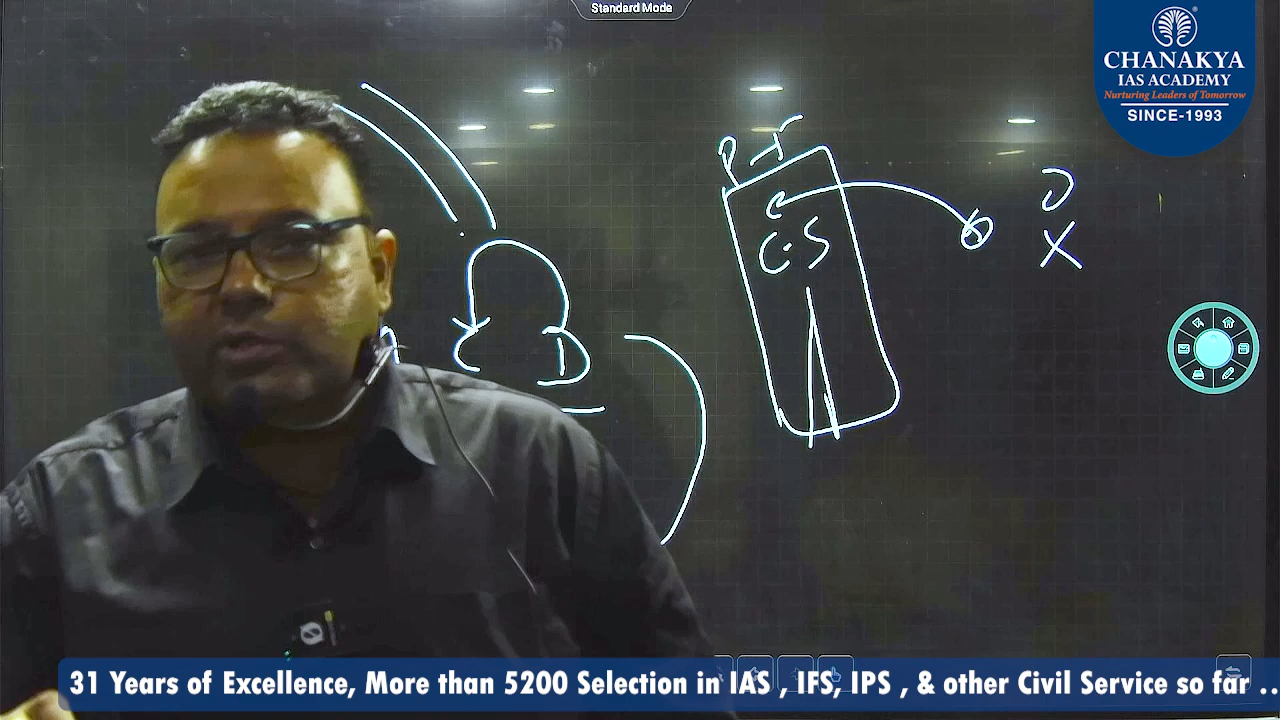 Standard Mode
CHANAKYA
IAS ACADEMY
Nurturing Leaders of Tomorrow
SINCE-1993
C.S
X
31 Years of Excellence, More than 5200 Selection in IAS , IFS, IPS , & other Civil Service so far ..